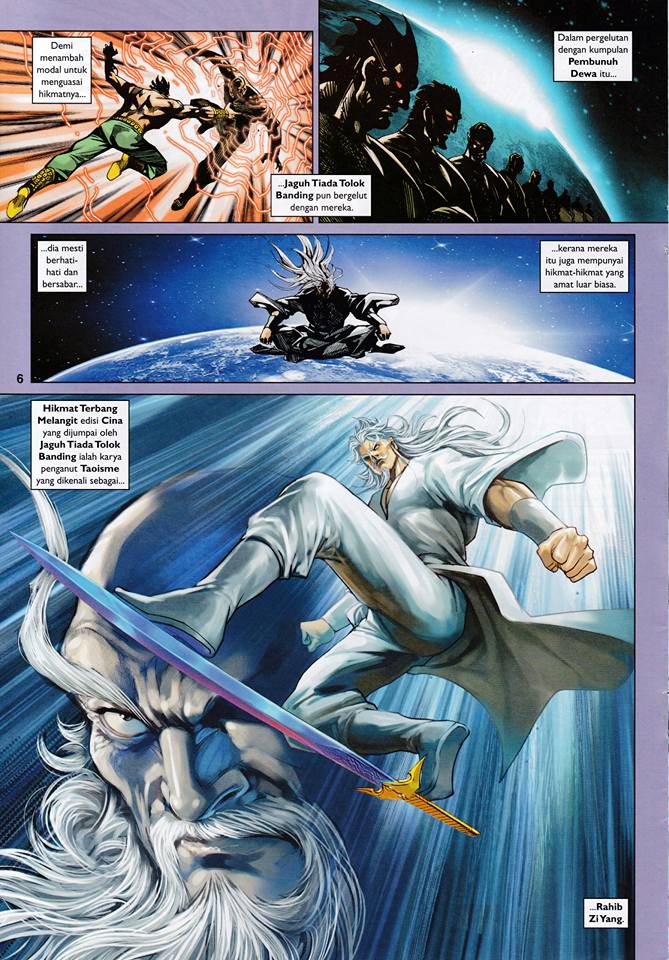 Demi
menambah
modal untuk
menguasai
hikmatnya...
...Jaguh Tiada Tolok
Banding pun bergelut
dengan mereka.
Dalam pergelutan
dengan kumpulan
Pembunuh
Dewa itu...
...dia mesti
berhati-
hati dan
bersabar...
...kerana mereka
itu juga mempunyai
hikmat-hikmat yang
amat luar biasa.
6
Hikmat Terbang
Melangit edisi Cina
yang dijumpai oleh
Jaguh Tiada Tolok
Banding ialah karya
penganut Taoisme
yang dikenali sebagai...
...Rahib
Zi Yang.